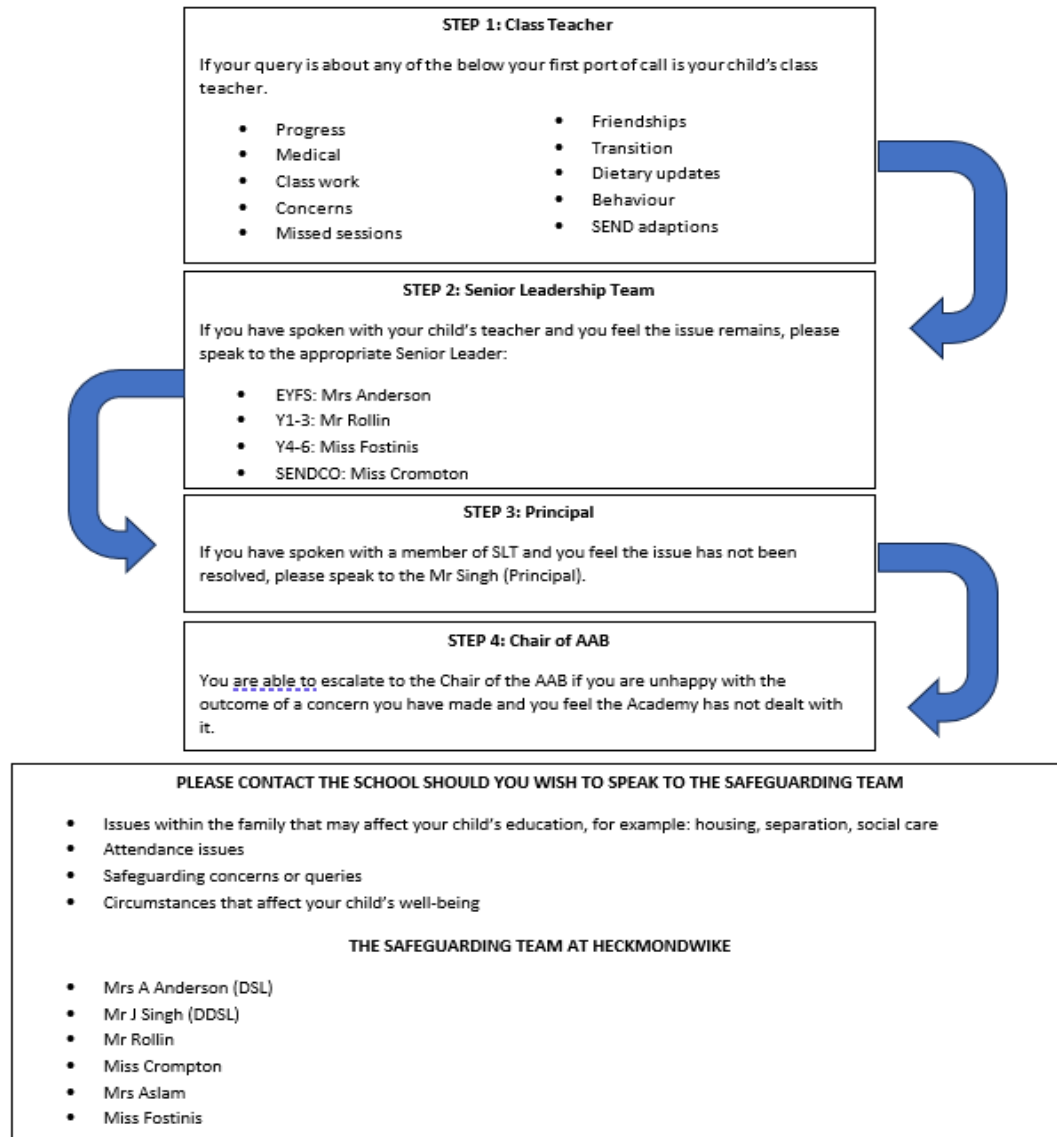 STEP 1: Class Teacher
If your query is about any of the below your first port of call is your child's class
teacher.
• Progress
• Medical
• Class work
• Concerns
• Missed sessions
• Friendships
• Transition
• Dietary updates
• Behaviour
• SEND adaptions
STEP 2: Senior Leadership Team
If you have spoken with your child's teacher and you feel the issue remains, please
speak to the appropriate Senior Leader:
• EYFS: Mrs Anderson
• Y1-3: Mr Rollin
• Y4-6: Miss Fostinis
• SENDCO: Miss Crompton
STEP 3: Principal
If you have spoken with a member of SLT and you feel the issue has not been
resolved, please speak to the Mr Singh (Principal).
STEP 4: Chair of AAB
You are able to escalate to the Chair of the AAB if you are unhappy with the
outcome of a concern you have made and you feel the Academy has not dealt with
it.
PLEASE CONTACT THE SCHOOL SHOULD YOU WISH TO SPEAK TO THE SAFEGUARDING TEAM
• Issues within the family that may affect your child's education, for example: housing, separation, social care
• Attendance issues
• Safeguarding concerns or queries
• Circumstances that affect your child's well-being
THE SAFEGUARDING TEAM AT HECKMONDWIKE
• Mrs A Anderson (DSL)
• Mr J Singh (DDSL)
• Mr Rollin
• Miss Crompton
• Mrs Aslam
• Miss Fostinis